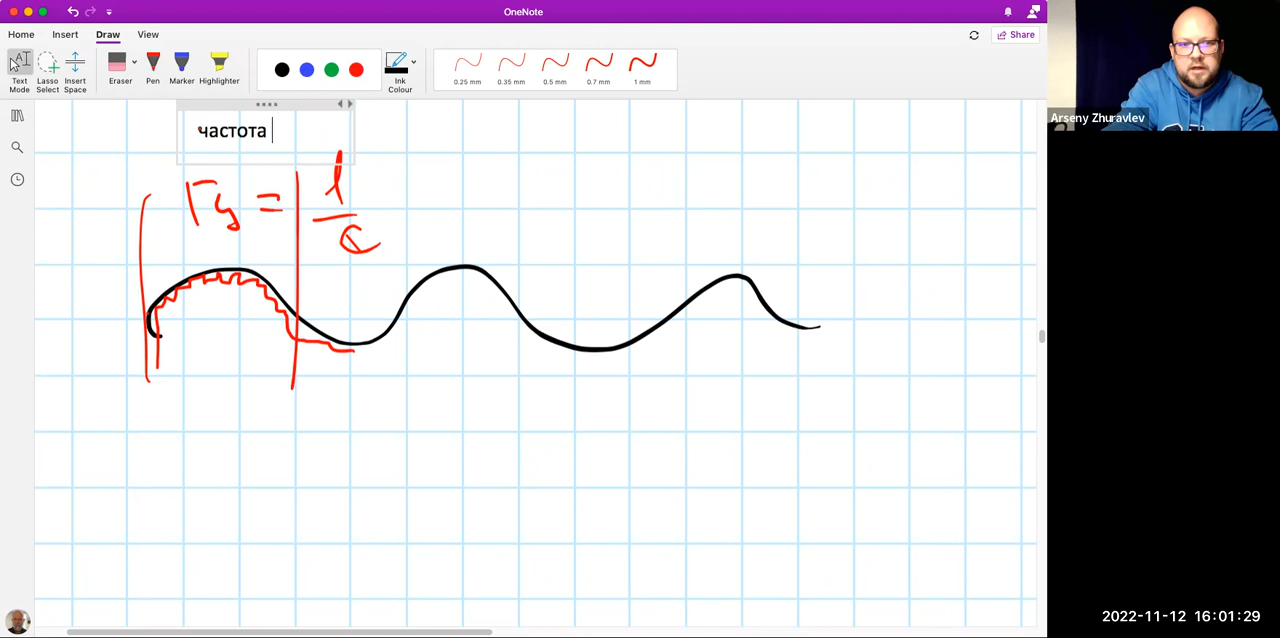 OneNote
Home Insert Draw View
Share
Text Mode
Lasso Select
Insert Space
Eraser
Pen
Marker
Highlighter
Ink Colour
0.25 mm 0.35 mm 0.5 mm 0.7 mm 1 mm
Arseny Zhuravlev
частота
Гц = 1/с
2022-11-12 16:01:29